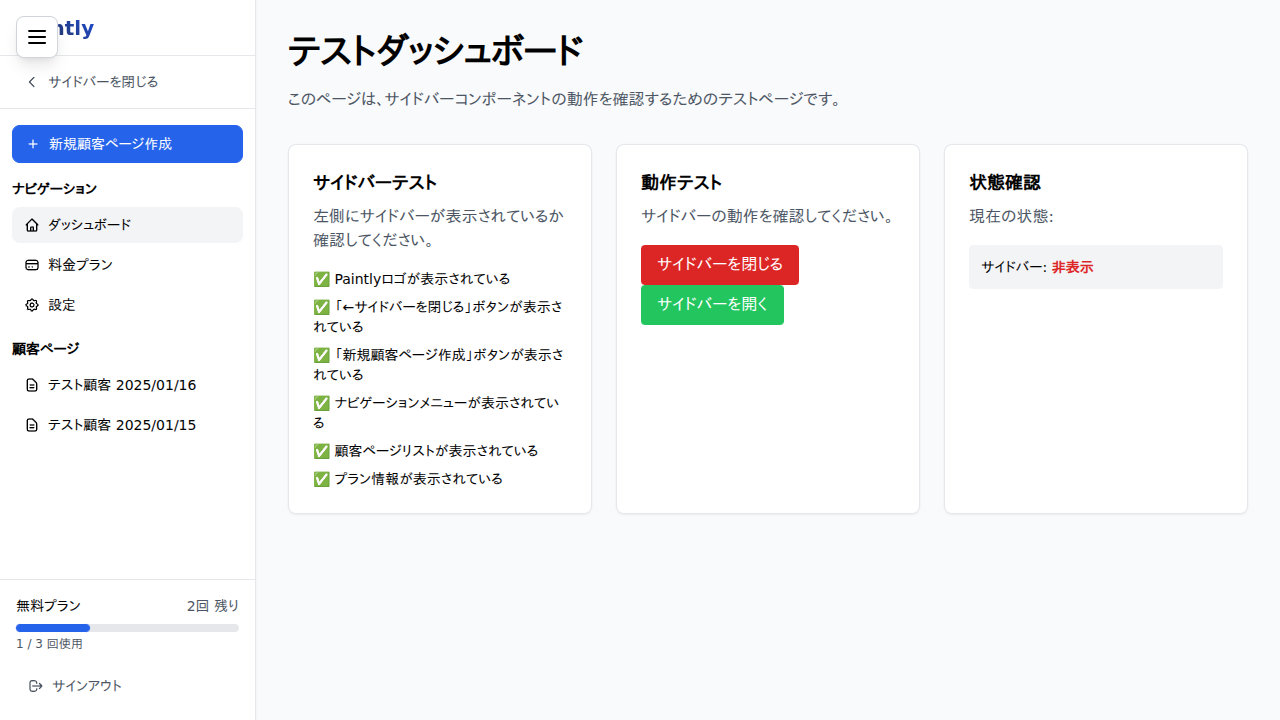 ntly
サイドバーを閉じる
新規顧客ページ作成
ナビゲーション
ダッシュボード
料金プラン
設定
顧客ページ
テスト顧客 2025/01/16
テスト顧客 2025/01/15
無料プラン 2回 残り
1 / 3 回使用
サインアウト
テストダッシュボード
このページは、サイドバーコンポーネントの動作を確認するためのテストページです。
サイドバーテスト
左側にサイドバーが表示されているか
確認してください。
✅ Paintlyロゴが表示されている
✅ 「←サイドバーを閉じる」ボタンが表示さ
れている
✅ 「新規顧客ページ作成」ボタンが表示さ
れている
✅ ナビゲーションメニューが表示されてい
る
✅ 顧客ページリストが表示されている
✅ プラン情報が表示されている
動作テスト
サイドバーの動作を確認してください。
サイドバーを閉じる
サイドバーを開く
状態確認
現在の状態:
サイドバー: 非表示